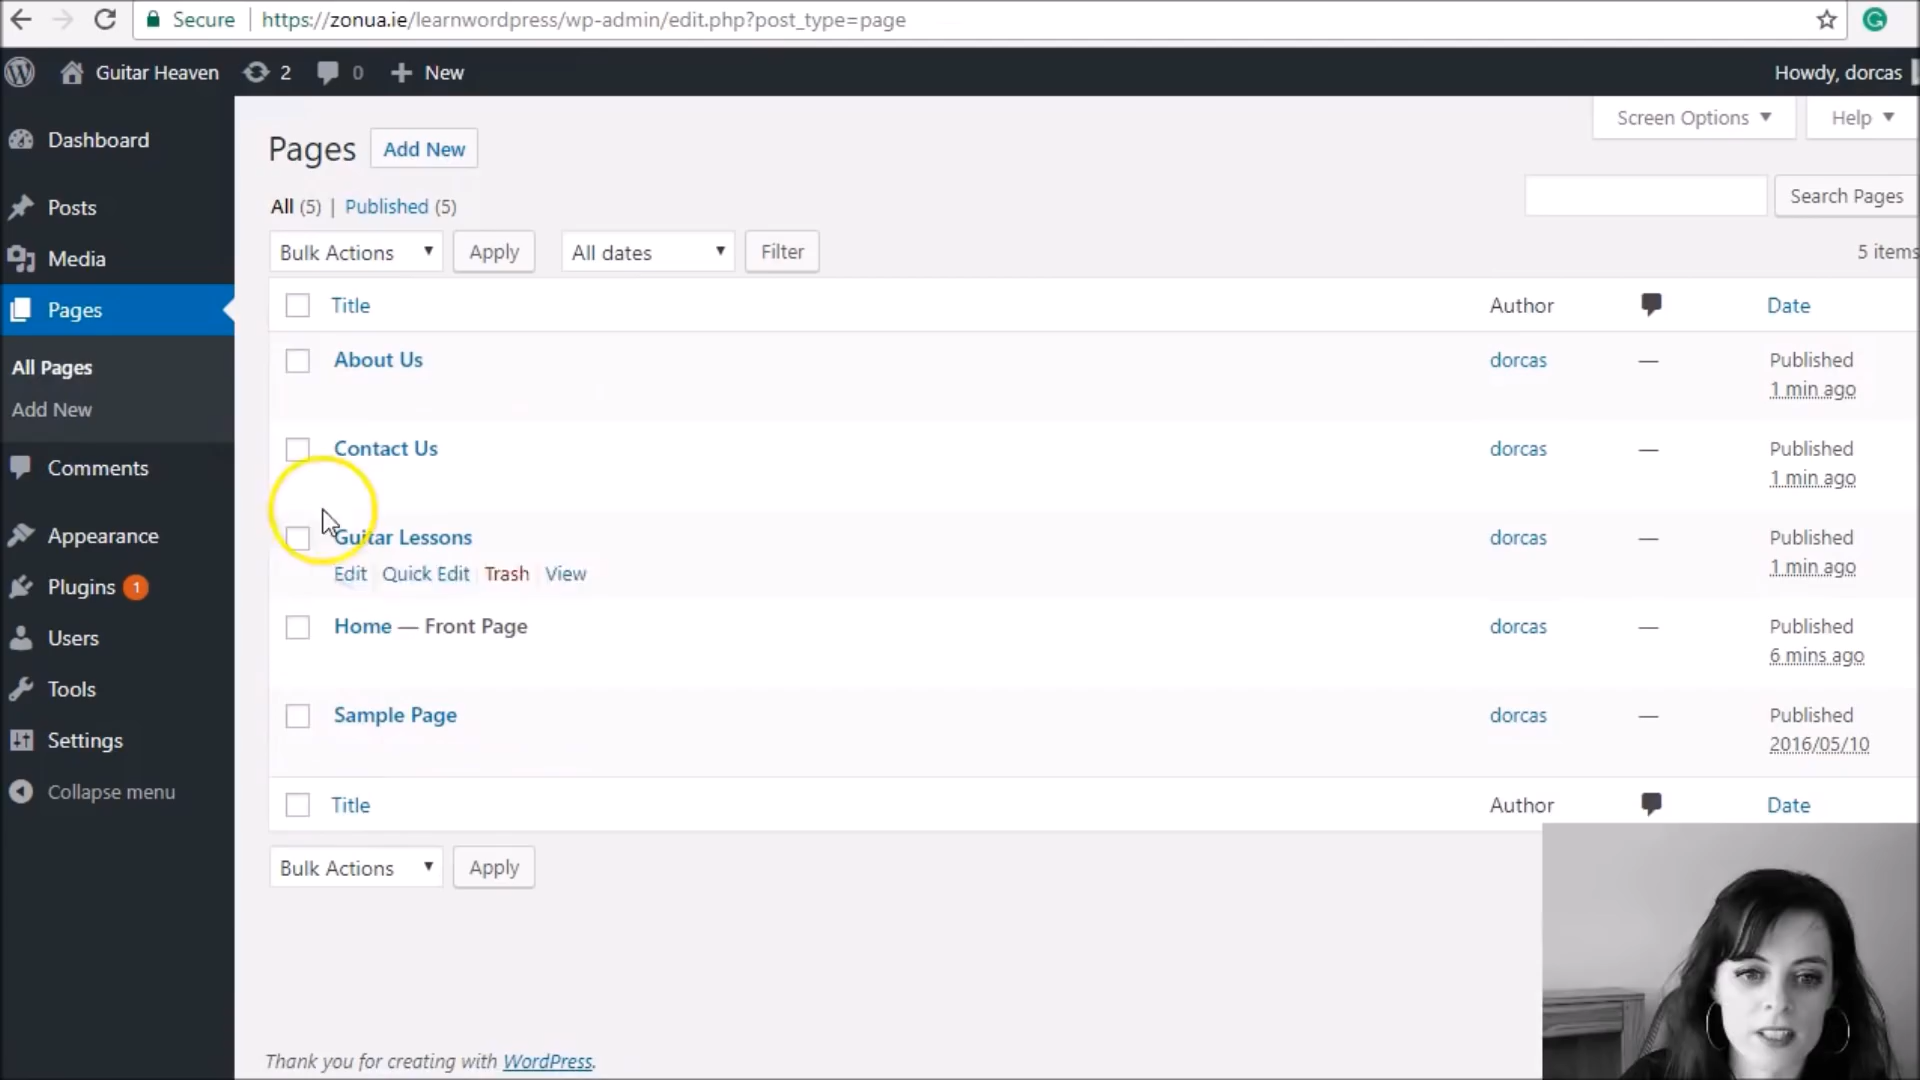 Secure https://zonua.ie/learnwordpress/wp-admin/edit.php?post_type=page
Guitar Heaven 2 0 New Howdy, dorcas
Screen Options Help
Dashboard
Pages Add New
All (5) | Published (5)
Search Pages
Posts
Bulk Actions Apply All dates Filter 5 items
Media
Title Author Date
Pages
About Us dorcas — Published
1 min ago
All Pages
Add New
Contact Us dorcas — Published
1 min ago
Comments
Guitar Lessons dorcas — Published
Edit Quick Edit Trash View 1 min ago
Appearance
Plugins 1
Home — Front Page dorcas — Published
6 mins ago
Users
Tools
Sample Page dorcas — Published
2016/05/10
Settings
Collapse menu
Title Author Date
Bulk Actions Apply
Thank you for creating with WordPress.